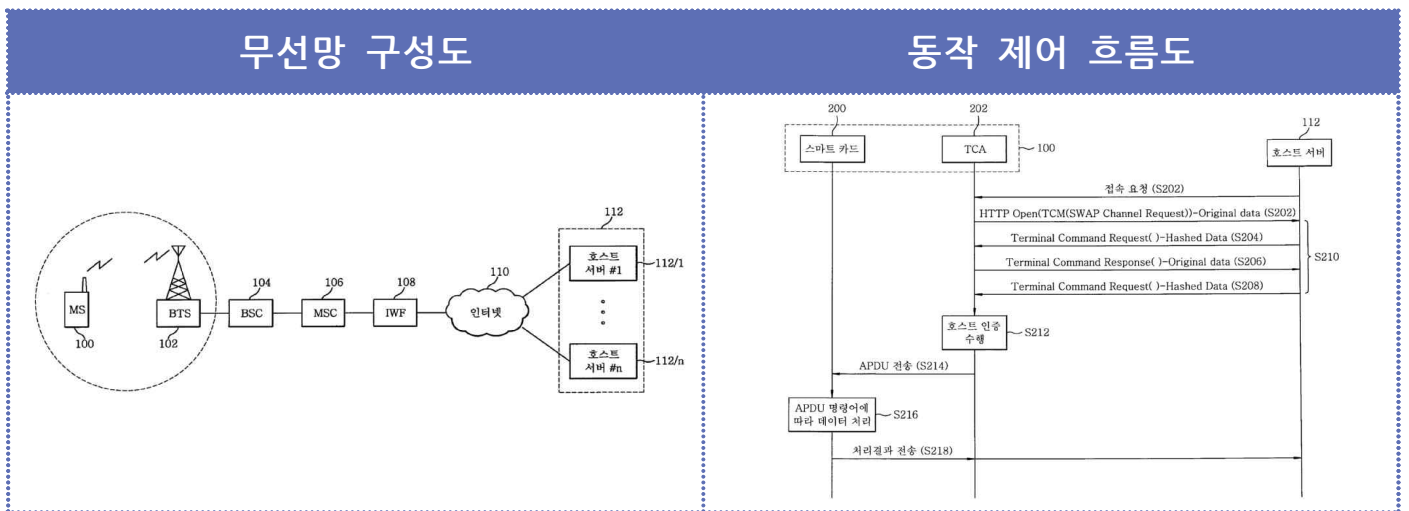 무선망 구성도
동작 제어 흐름도
MS
100
BTS
102
104
BSC
106
MSC
108
IWF
110
인터넷
112
호스트
서버 #1
112/1
호스트
서버 #n
112/n
200
202
112
스마트 카드
TCA
100
호스트 서버
접속 요청 (S202)
HTTP Open(TCM(SWAP Channel Request))-Original data (S202)
Terminal Command Request( )-Hashed Data (S204)
Terminal Command Response( )-Original data (S206)
Terminal Command Request( )-Hashed Data (S208)
S210
호스트 인증
수행
S212
APDU 전송 (S214)
APDU 명령어에
따라 데이터 처리
S216
처리결과 전송 (S218)